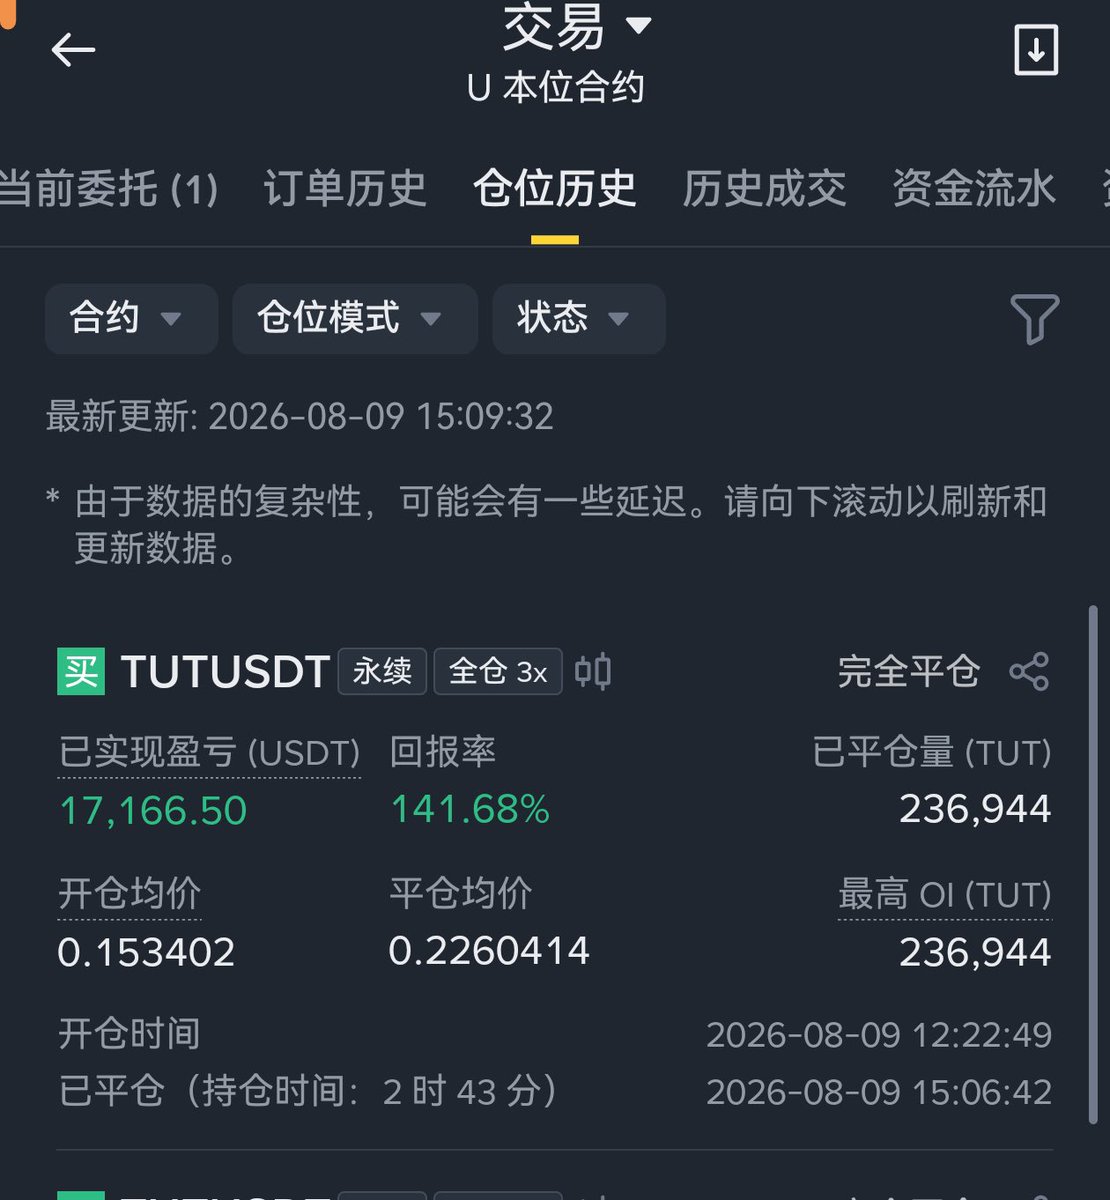 交易
U 本位合约
当前委托 (1) 订单历史 仓位历史 历史成交 资金流水
合约 仓位模式 状态
最新更新: 2026-08-09 15:09:32
* 由于数据的复杂性，可能会有一些延迟。请向下滚动以刷新和
更新数据。
买 TUTUSDT 永续 全仓 3x 完全平仓
已实现盈亏 (USDT) 回报率 已平仓量 (TUT)
17,166.50 141.68% 236,944
开仓均价 平仓均价 最高 OI (TUT)
0.153402 0.2260414 236,944
开仓时间 2026-08-09 12:22:49
已平仓（持仓时间：2 时 43 分） 2026-08-09 15:06:42